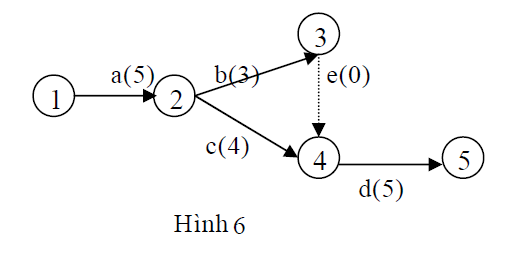 3
a(5)
b(3)
e(0)
1
2
c(4)
4
5
d(5)
Hình 6